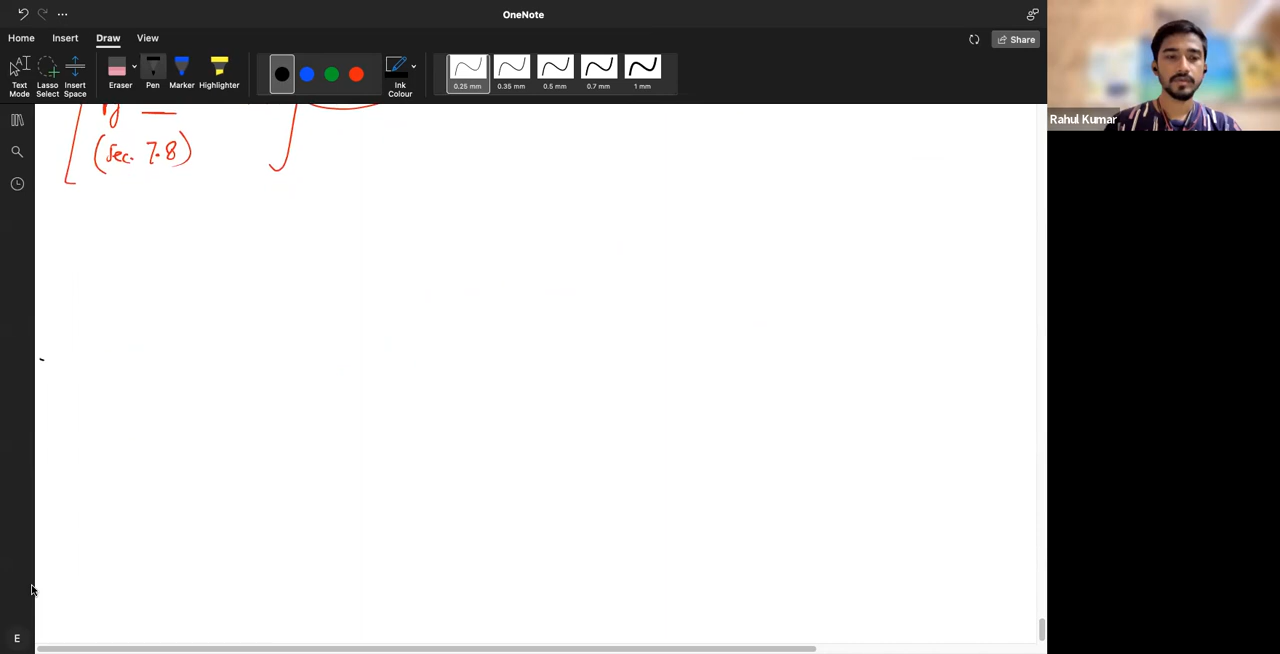 OneNote
Home Insert Draw View
Share
Text Mode
Lasso Select
Insert Space
Eraser
Pen
Marker
Highlighter
Ink Colour
0.25 mm 0.35 mm 0.5 mm 0.7 mm 1 mm
Rahul Kumar
(Sec. 7.8)
E